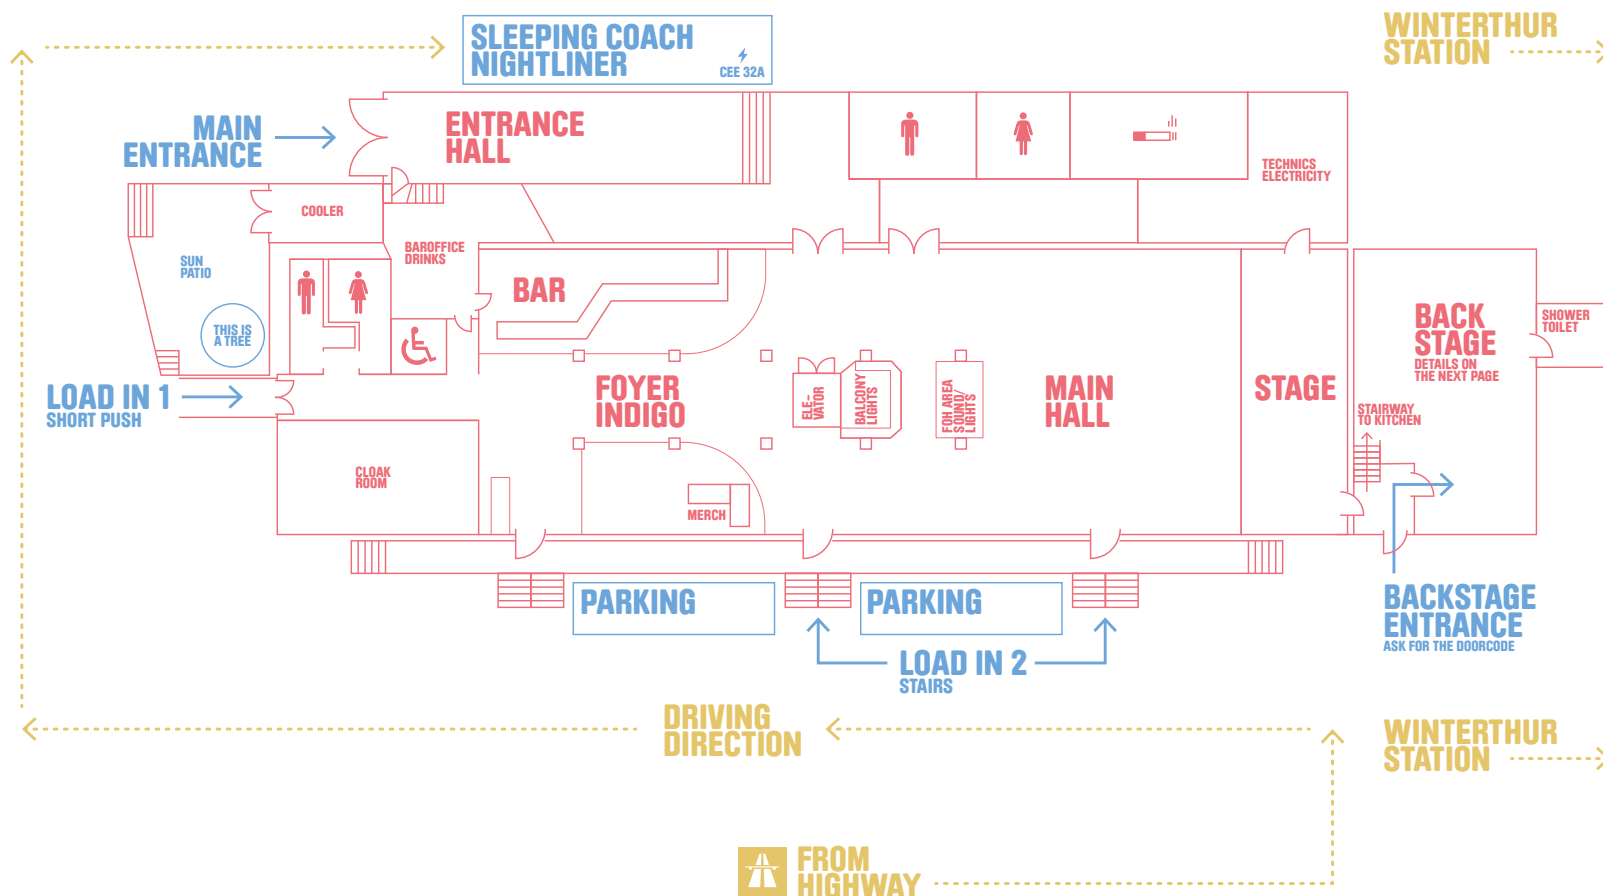 SLEEPING COACH
NIGHTLINER
CEE 32A
WINTERTHUR
STATION
MAIN
ENTRANCE
ENTRANCE
HALL
TECHNICS
ELECTRICITY
COOLER
SUN
PATIO
BAROFFICE
DRINKS
BAR
THIS IS
A TREE
BACK
STAGE
DETAILS ON
THE NEXT PAGE
SHOWER
TOILET
LOAD IN 1
SHORT PUSH
FOYER
INDIGO
ELE-
VATOR
BALCONY
LIGHTS
FOH AREA
SOUND/
LIGHTS
MAIN
HALL
STAGE
STAIRWAY
TO KITCHEN
CLOAK
ROOM
MERCH
PARKING
PARKING
BACKSTAGE
ENTRANCE
ASK FOR THE DOORCODE
LOAD IN 2
STAIRS
DRIVING
DIRECTION
WINTERTHUR
STATION
FROM
HIGHWAY